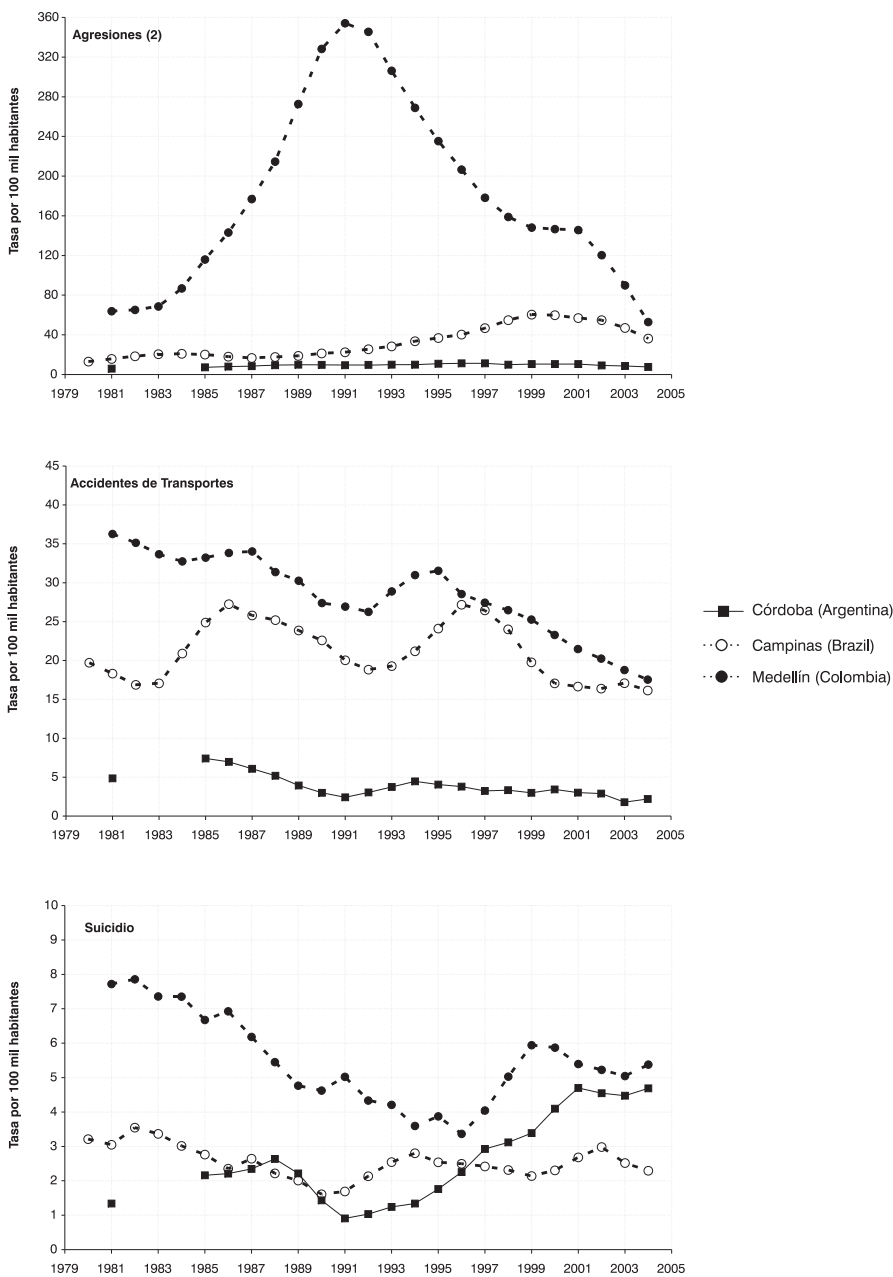 Agresiones (2)
Tasa por 100 mil habitantes
360
320
280
240
200
160
120
80
40
0
1979 1981 1983 1985 1987 1989 1991 1993 1995 1997 1999 2001 2003 2005
Accidentes de Transportes
Tasa por 100 mil habitantes
45
40
35
30
25
20
15
10
5
0
1979 1981 1983 1985 1987 1989 1991 1993 1995 1997 1999 2001 2003 2005
Córdoba (Argentina)
Campinas (Brazil)
Medellín (Colombia)
Suicidio
Tasa por 100 mil habitantes
10
9
8
7
6
5
4
3
2
1
0
1979 1981 1983 1985 1987 1989 1991 1993 1995 1997 1999 2001 2003 2005